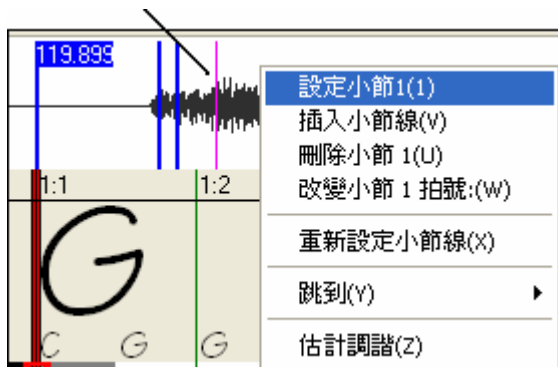 119.899
設定小節1(1)
插入小節線(V)
刪除小節 1(U)
改變小節 1 拍號:(W)
重新設定小節線(X)
跳到(Y)
估計調諧(Z)
1:1
1:2
G
C
G
G